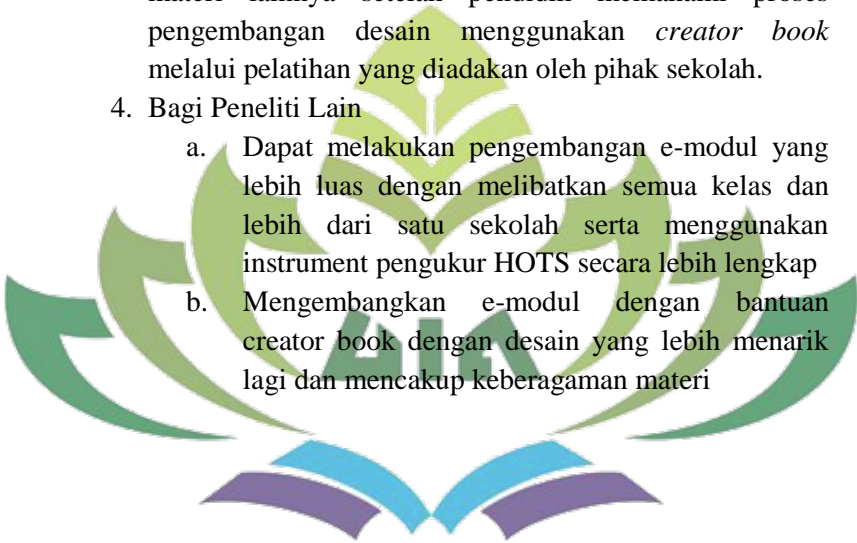 pengembangan desain menggunakan creator book
melalui pelatihan yang diadakan oleh pihak sekolah.
4. Bagi Peneliti Lain
a. Dapat melakukan pengembangan e-modul yang
lebih luas dengan melibatkan semua kelas dan
lebih dari satu sekolah serta menggunakan
instrument pengukur HOTS secara lebih lengkap
b. Mengembangkan e-modul dengan bantuan
creator book dengan desain yang lebih menarik
lagi dan mencakup keberagaman materi